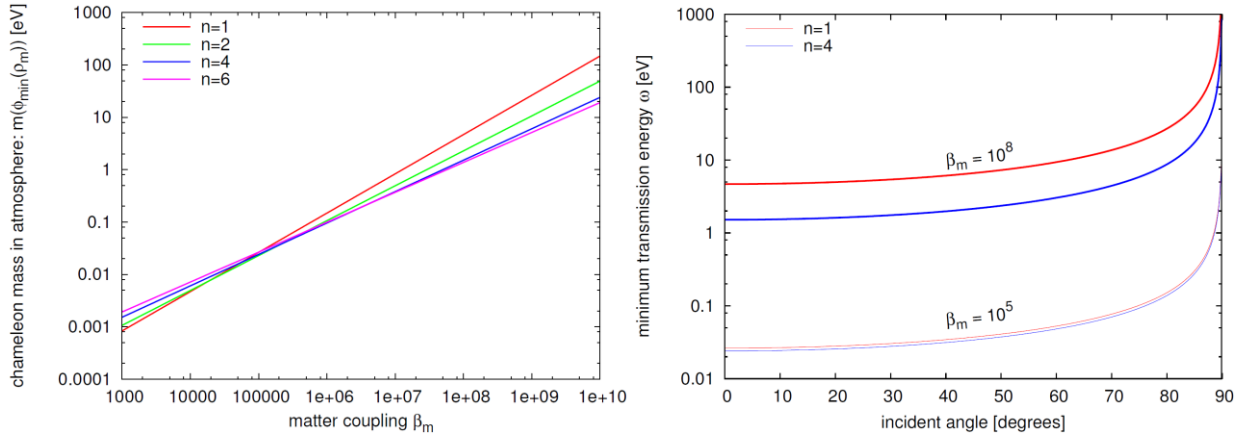 chameleon mass in atmosphere: m(ϕmin(ρm)) [eV]
1000
100
10
1
0.1
0.01
0.001
0.0001
n=1
n=2
n=4
n=6
1000 10000 100000 1e+06 1e+07 1e+08 1e+09 1e+10
matter coupling βm
minimum transmission energy ω [eV]
1000
100
10
1
0.1
0.01
n=1
n=4
βm = 10⁸
βm = 10⁵
0 10 20 30 40 50 60 70 80 90
incident angle [degrees]